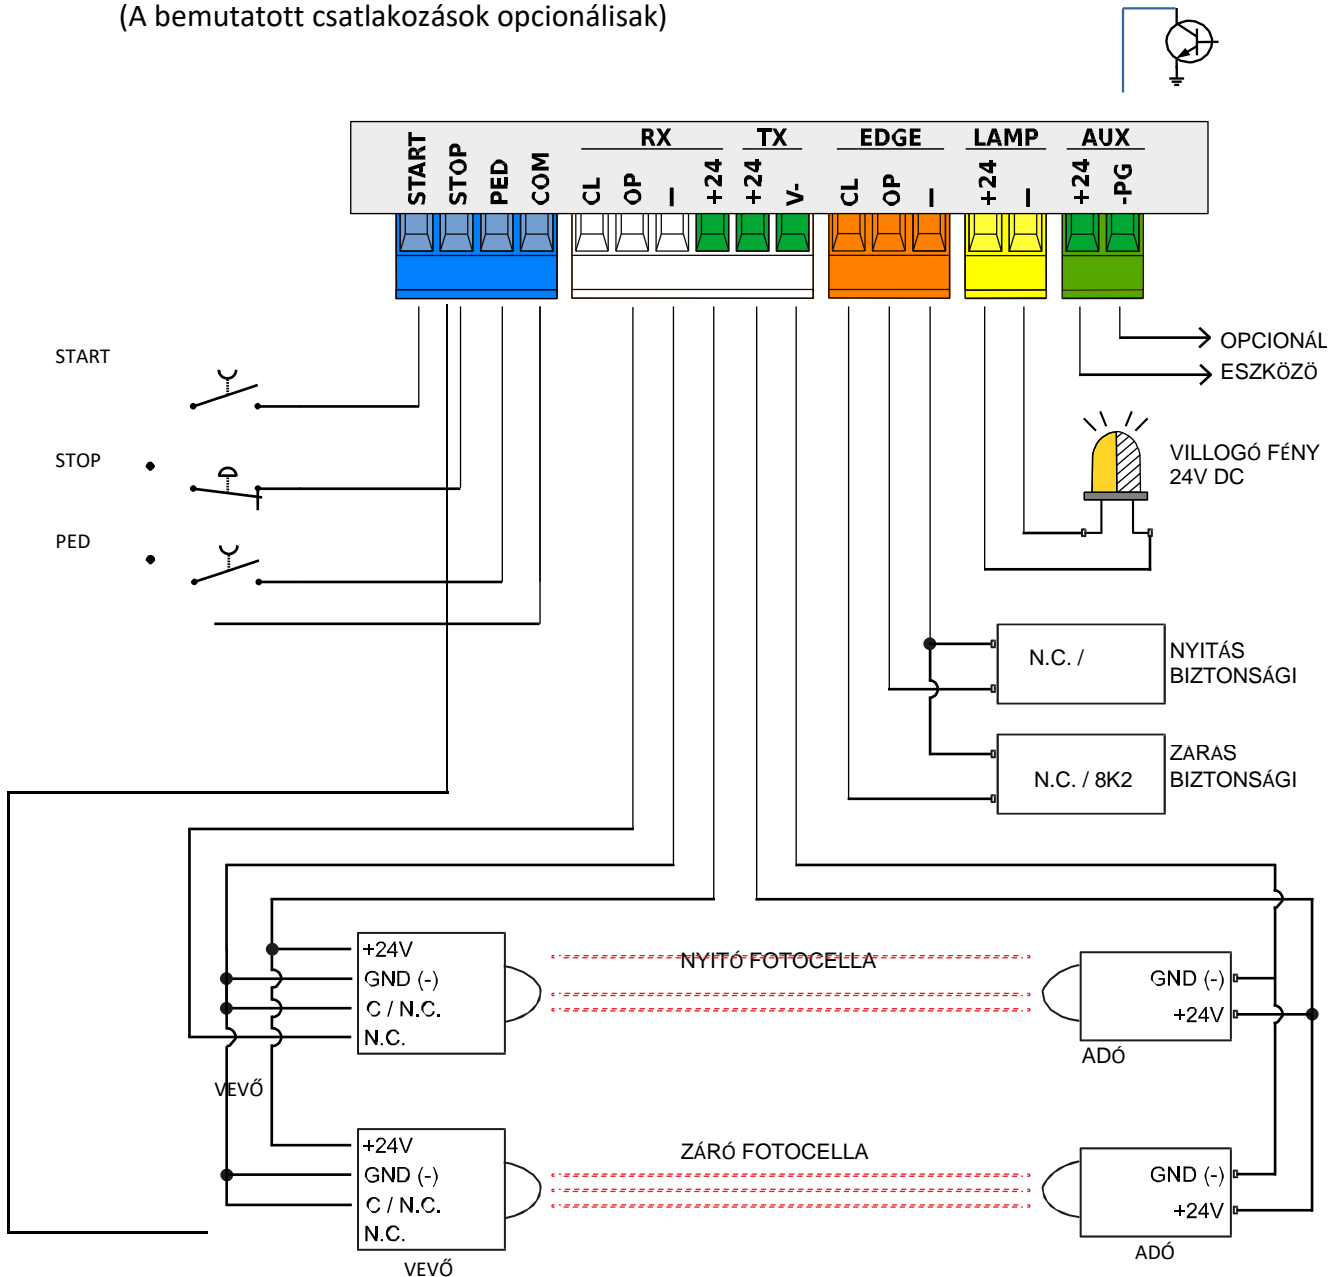 (A bemutatott csatlakozások opcionálisak)
RX TX EDGE LAMP AUX
START STOP PED COM CL OP – +24 +24 V- CL OP – +24 – +24 -PG
START
OPCIONÁL
ESZKÖZÖ
STOP
VILLOGÓ FÉNY
24V DC
PED
N.C. /
NYITÁS
BIZTONSÁGI
N.C. / 8K2
ZARAS
BIZTONSÁGI
+24V
GND (-)
C / N.C.
N.C.
NYITÓ FOTOCELLA
GND (-)
+24V
ADÓ
VEVŐ
+24V
GND (-)
C / N.C.
N.C.
ZÁRÓ FOTOCELLA
GND (-)
+24V
ADÓ
VEVŐ